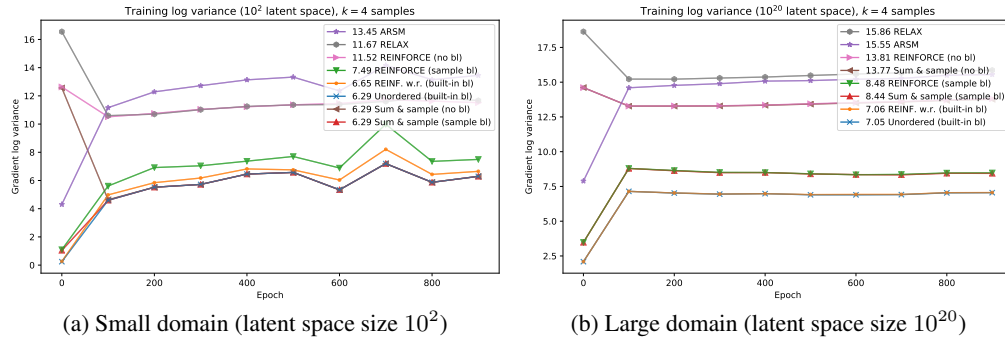 Training log variance (10² latent space), k = 4 samples
Gradient log variance
16
14
12
10
8
6
4
2
0
13.45 ARSM
11.67 RELAX
11.52 REINFORCE (no bl)
7.49 REINFORCE (sample bl)
6.65 REINF. w.r. (built-in bl)
6.29 Unordered (built-in bl)
6.29 Sum & sample (no bl)
6.29 Sum & sample (sample bl)
0 200 400 600 800
Epoch
(a) Small domain (latent space size 10²)
Training log variance (10²⁰ latent space), k = 4 samples
Gradient log variance
17.5
15.0
12.5
10.0
7.5
5.0
2.5
15.86 RELAX
15.55 ARSM
13.81 REINFORCE (no bl)
13.77 Sum & sample (no bl)
8.48 REINFORCE (sample bl)
8.44 Sum & sample (sample bl)
7.06 REINF. w.r. (built-in bl)
7.05 Unordered (built-in bl)
0 200 400 600 800
Epoch
(b) Large domain (latent space size 10²⁰)